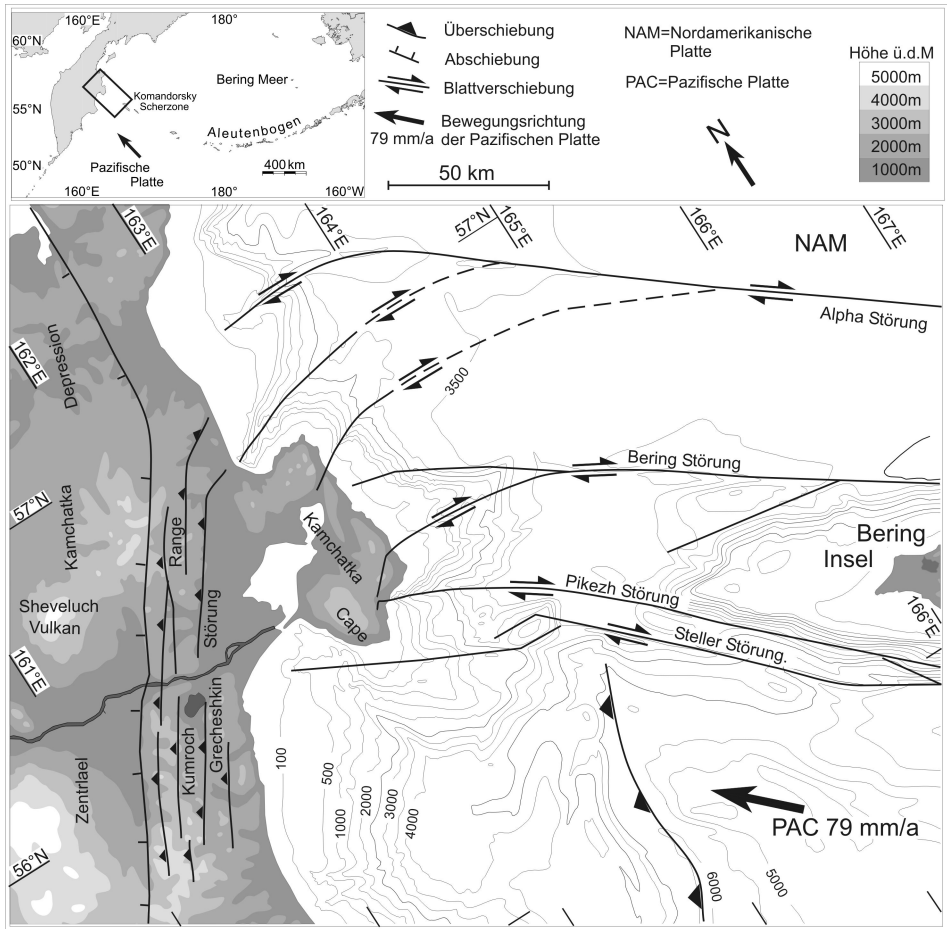 160°E
180°
60°N
Bering Meer
Komandorsky
Scherzone
55°N
Aleutenbogen
50°N
Pazifische
Platte
400 km
160°E
180°
160°W
Überschiebung
Abschiebung
Blattverschiebung
79 mm/a
Bewegungsrichtung
der Pazifischen Platte
50 km
NAM=Nordamerikanische
Platte
PAC=Pazifische Platte
N
Höhe ü.d.M
5000m
4000m
3000m
2000m
1000m
163°E
164°E
57°N
165°E
166°E
167°E
NAM
Alpha Störung
162°E
Depression
3500
Bering Störung
57°N
Kamchatka
Range
Kamchatka
Bering
Insel
Sheveluch
Vulkan
Störung
Cape
Pikezh Störung
166°E
Steller Störung.
161°E
Zentrlael
Kumroch
Grecheshkin
100
500
1000
2000
3000
4000
PAC 79 mm/a
56°N
6000
5000